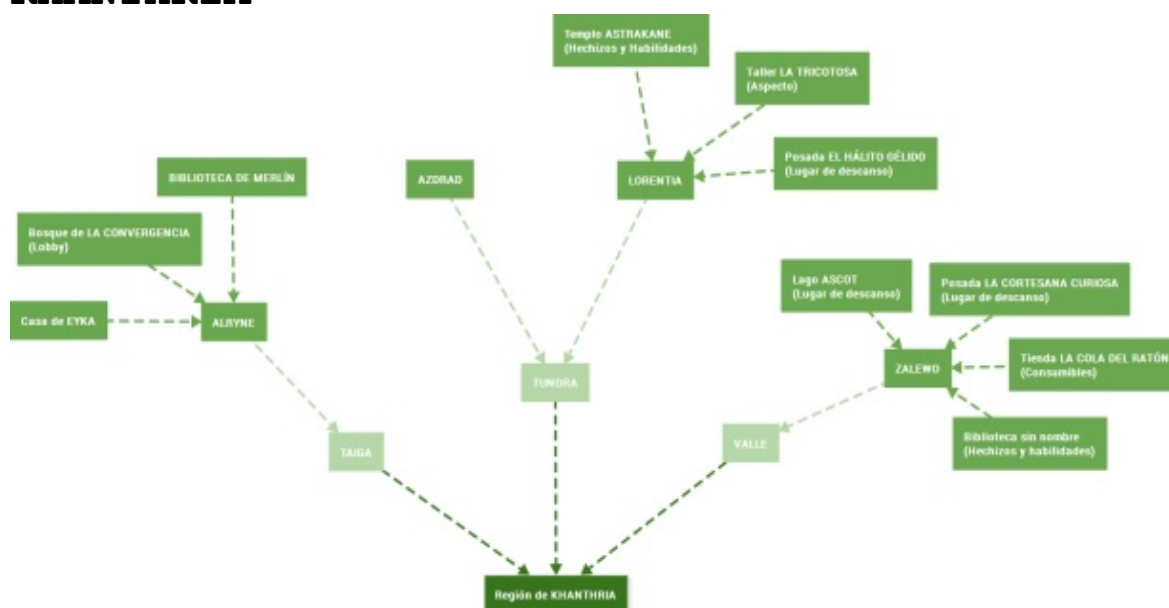 Templo ASTRAKANE
(Hechizos y Habilidades)
Taller LA TRICOTOSA
(Aspecto)
Posada EL HÁLITO GÉLIDO
(Lugar de descanso)
BIBLIOTECA DE MERLÍN
AZDRAD
LORENTIA
Bosque de LA CONVERGENCIA
(Lobby)
Lago ASCOT
(Lugar de descanso)
Posada LA CORTESANA CURIOSA
(Lugar de descanso)
Casa de EYKA
ALRYNE
Tienda LA COLA DEL RATÓN
(Consumibles)
ZALEWO
TUNDRA
Biblioteca sin nombre
(Hechizos y habilidades)
TAIGA
VALLE
Región de KHANTHRIA